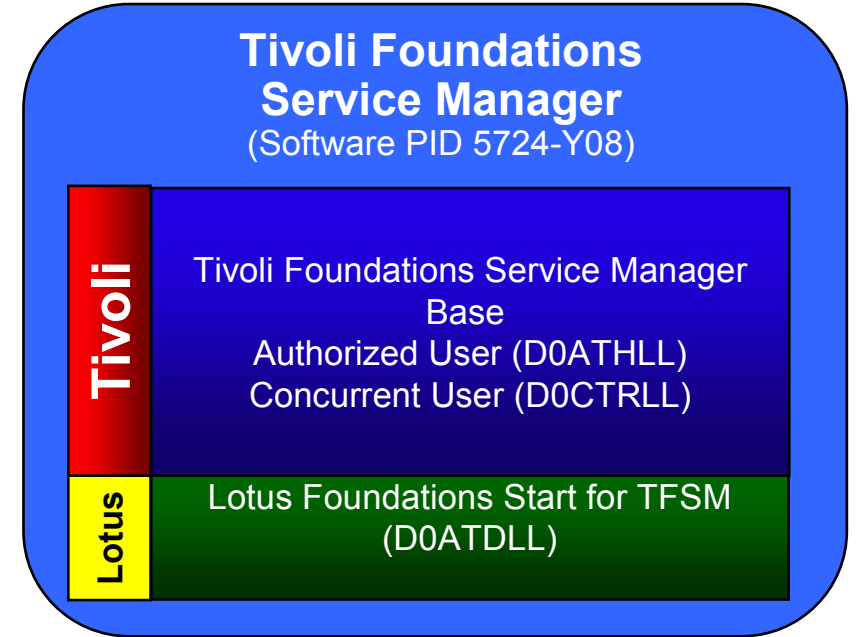 Tivoli Foundations
Service Manager
(Software PID 5724-Y08)
Tivoli
Tivoli Foundations Service Manager
Base
Authorized User (D0ATHLL)
Concurrent User (D0CTRLL)
Lotus
Lotus Foundations Start for TFSM
(D0ATDLL)